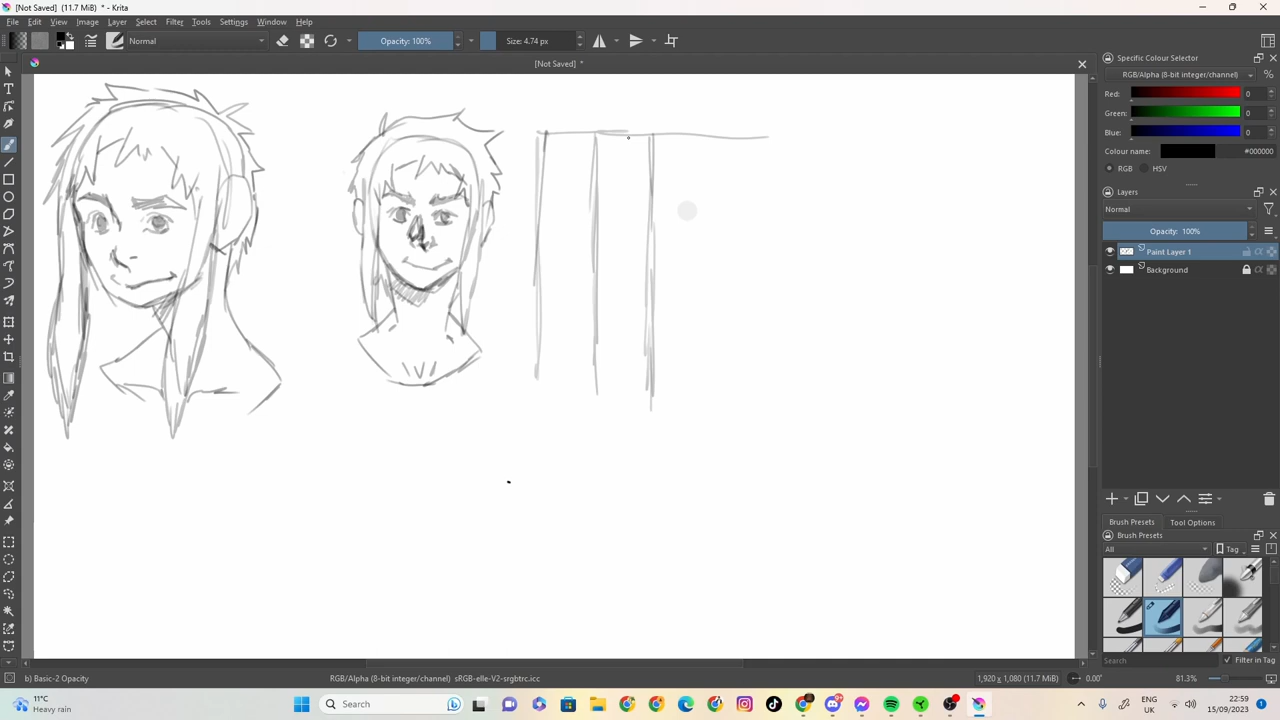 [Not Saved] (11.7 MiB) * - Krita
File Edit View Image Layer Select Filter Tools Settings Window Help
Normal Opacity: 100% Size: 4.74 px
[Not Saved] *
Specific Colour Selector
RGB/Alpha (8-bit integer/channel) %
Red: 0
Green: 0
Blue: 0
Colour name: #000000
RGB HSV
Layers
Normal
Opacity: 100%
Paint Layer 1
Background
Brush Presets Tool Options
Brush Presets
All Tag
Search Filter in Tag
b) Basic-2 Opacity RGB/Alpha (8-bit integer/channel) sRGB-elle-V2-srgbtrc.icc 1,920 x 1,080 (11.7 MiB) 0.00° 81.3%
11°C
Heavy rain
Search
ENG
UK
22:59
15/09/2023